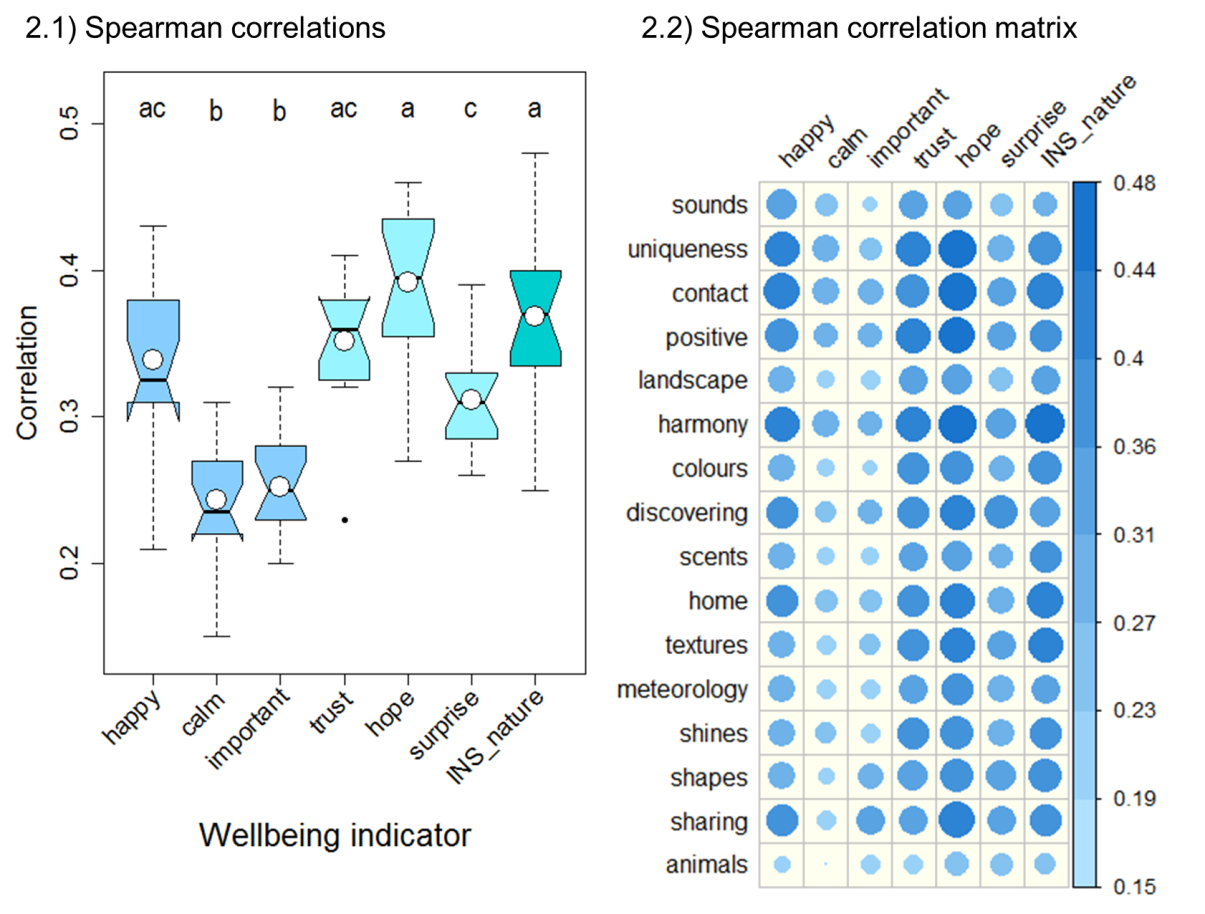 2.1) Spearman correlations
2.2) Spearman correlation matrix
ac b b ac a c a
0.5
0.4
0.3
0.2
Correlation
happy
calm
important
trust
hope
surprise
INS_nature
Wellbeing indicator
happy
calm
important
trust
hope
surprise
INS_nature
sounds
uniqueness
contact
positive
landscape
harmony
colours
discovering
scents
home
textures
meteorology
shines
shapes
sharing
animals
0.48
0.44
0.4
0.36
0.31
0.27
0.23
0.19
0.15